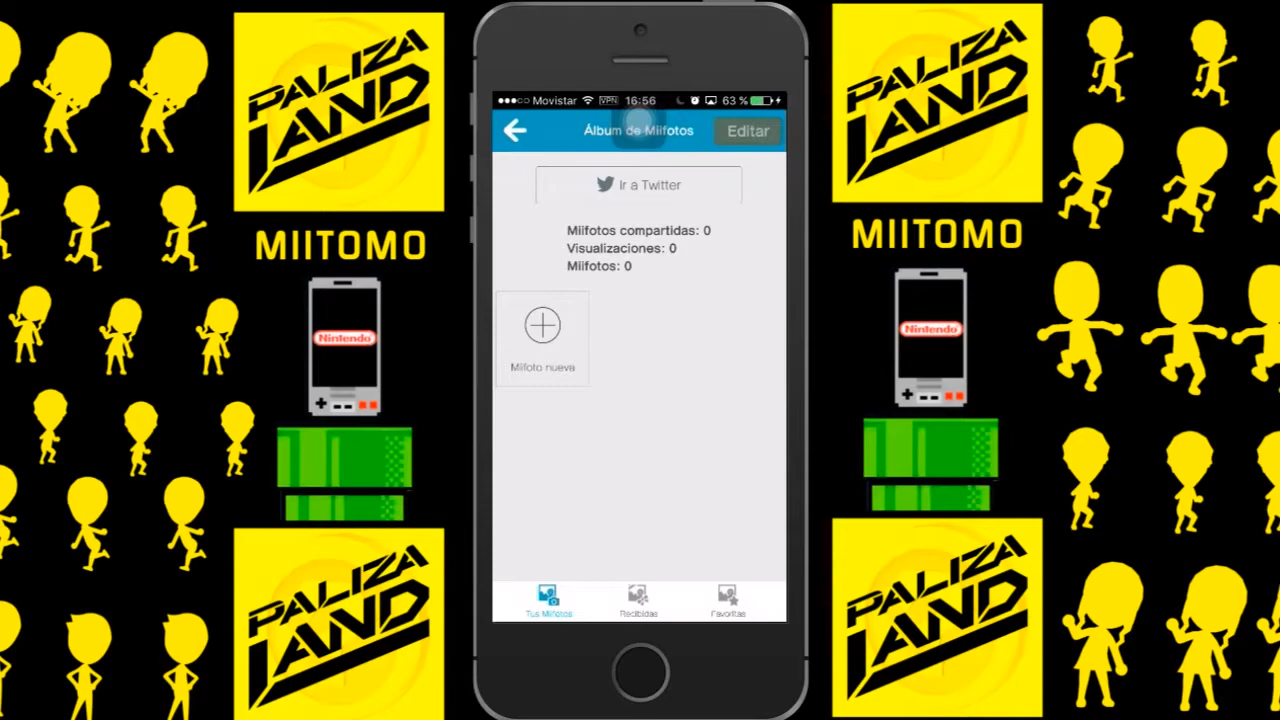 PALIZA
LAND
MIITOMO
Nintendo
PALIZA
LAND
Movistar VPN 16:56 63 %
Álbum de Miifotos
Editar
Ir a Twitter
Miifotos compartidas: 0
Visualizaciones: 0
Miifotos: 0
Miifoto nueva
Tus Miifotos
Recibidas
Favoritas
PALIZA
LAND
MIITOMO
Nintendo
PALIZA
LAND